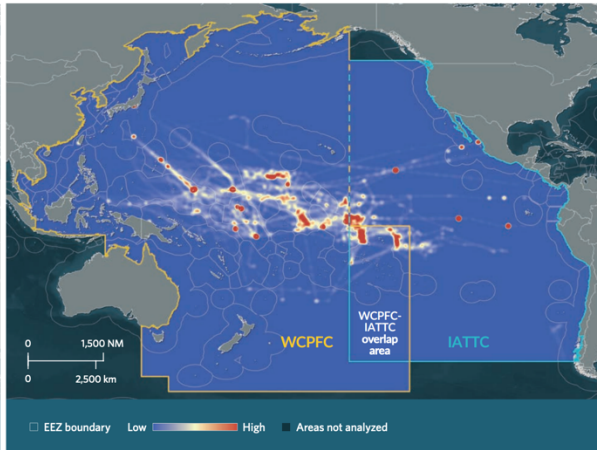 WCPFC
WCPFC-
IATTC
overlap
area
IATTC
0 1,500 NM
0 2,500 km
EEZ boundary Low High Areas not analyzed